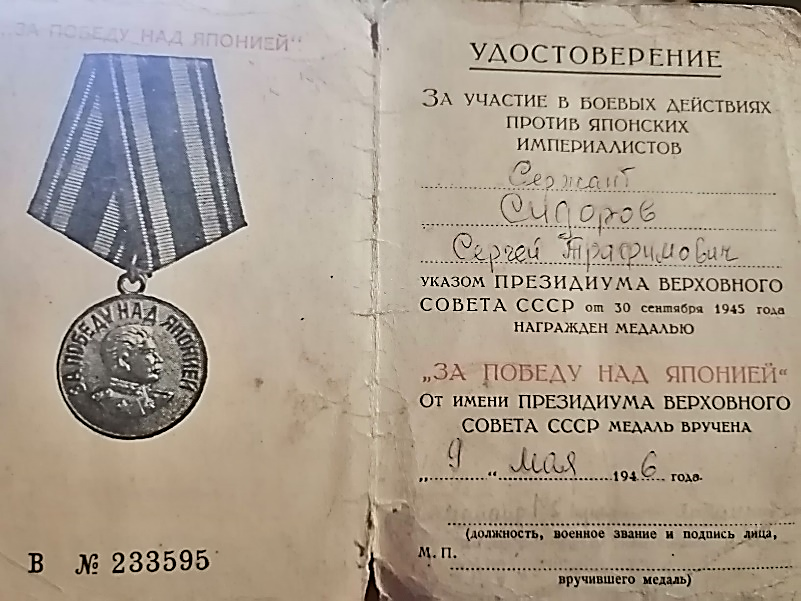 „ЗА ПОБЕДУ НАД ЯПОНИЕЙ“
ЗА ПОБЕДУ НАД ЯПОНИЕЙ
В № 233595
УДОСТОВЕРЕНИЕ
ЗА УЧАСТИЕ В БОЕВЫХ ДЕЙСТВИЯХ
ПРОТИВ ЯПОНСКИХ
ИМПЕРИАЛИСТОВ
Сержант
Сидоров
Сергей Трафимович
УКАЗОМ ПРЕЗИДИУМА ВЕРХОВНОГО
СОВЕТА СССР от 30 сентября 1945 года
НАГРАЖДЕН МЕДАЛЬЮ
„ЗА ПОБЕДУ НАД ЯПОНИЕЙ“
ОТ ИМЕНИ ПРЕЗИДИУМА ВЕРХОВНОГО
СОВЕТА СССР МЕДАЛЬ ВРУЧЕНА
„9“ мая 1946 года.
(должность, военное звание и подпись лица,
М. П.
вручившего медаль)